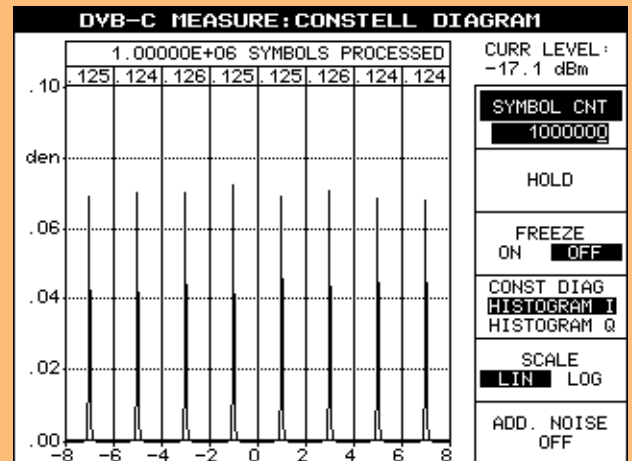 DVB-C MEASURE:CONSTELL DIAGRAM
1.00000E+06 SYMBOLS PROCESSED
.125 .124 .126 .125 .125 .126 .124 .124
.10
den
.06
.04
.02
.00
-8 -6 -4 -2 0 2 4 6 8
CURR LEVEL:
-17.1 dBm
SYMBOL CNT
1000000
HOLD
FREEZE
ON OFF
CONST DIAG
HISTOGRAM I
HISTOGRAM Q
SCALE
LIN LOG
ADD. NOISE
OFF